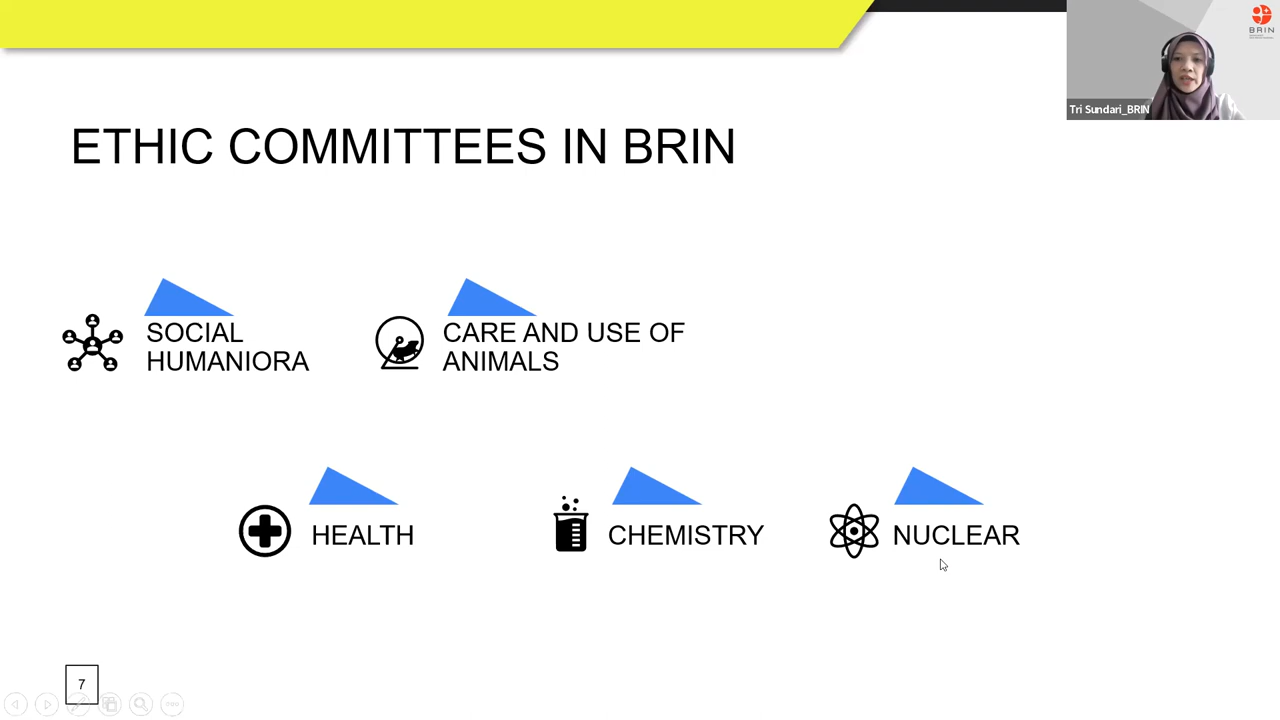 BRIN
Tri Sundari_BRIN
ETHIC COMMITTEES IN BRIN
SOCIAL
HUMANIORA
CARE AND USE OF
ANIMALS
HEALTH
CHEMISTRY
NUCLEAR
7